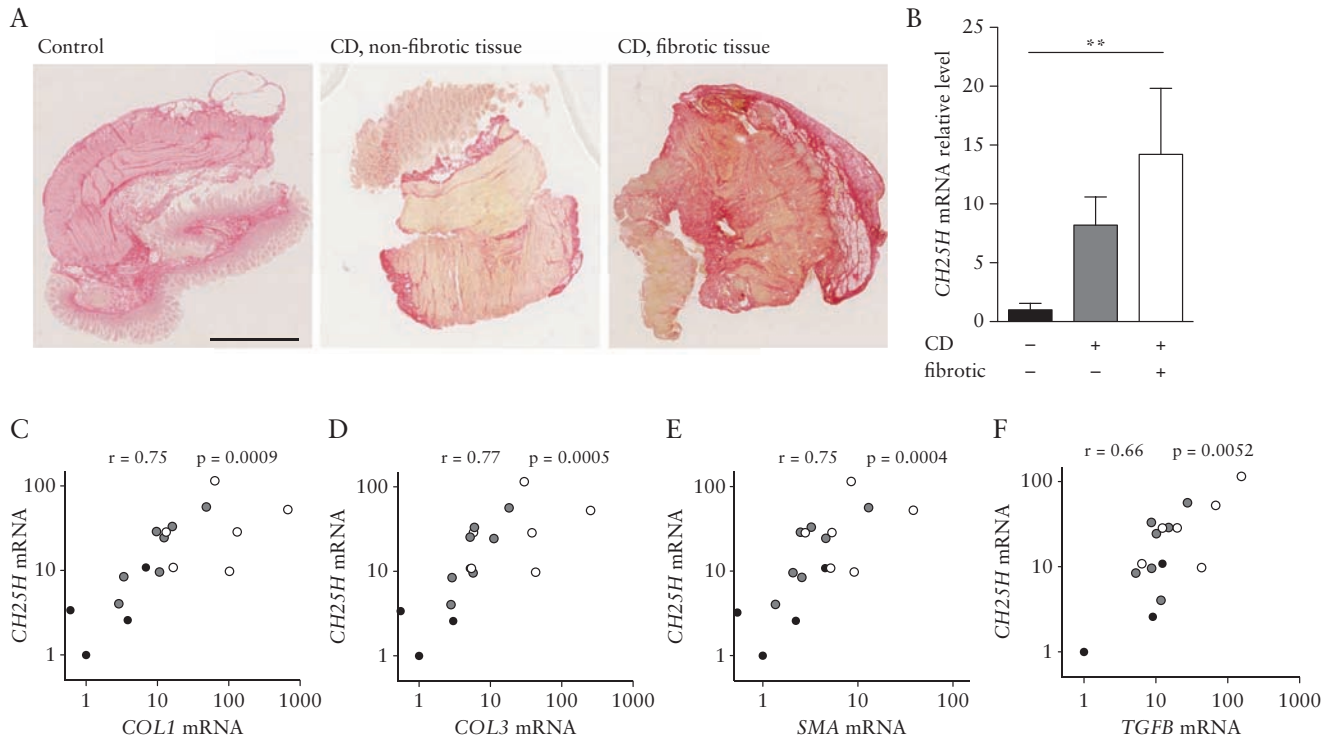 A
Control
CD, non-fibrotic tissue
CD, fibrotic tissue
B
CH25H mRNA relative level
25
20
15
10
5
0
**
CD − + +
fibrotic − − +
C
r = 0.75 p = 0.0009
CH25H mRNA
100
10
1
1 10 100 1000
COL1 mRNA
D
r = 0.77 p = 0.0005
CH25H mRNA
100
10
1
1 10 100 1000
COL3 mRNA
E
r = 0.75 p = 0.0004
CH25H mRNA
100
10
1
1 10 100
SMA mRNA
F
r = 0.66 p = 0.0052
CH25H mRNA
100
10
1
1 10 100 1000
TGFB mRNA